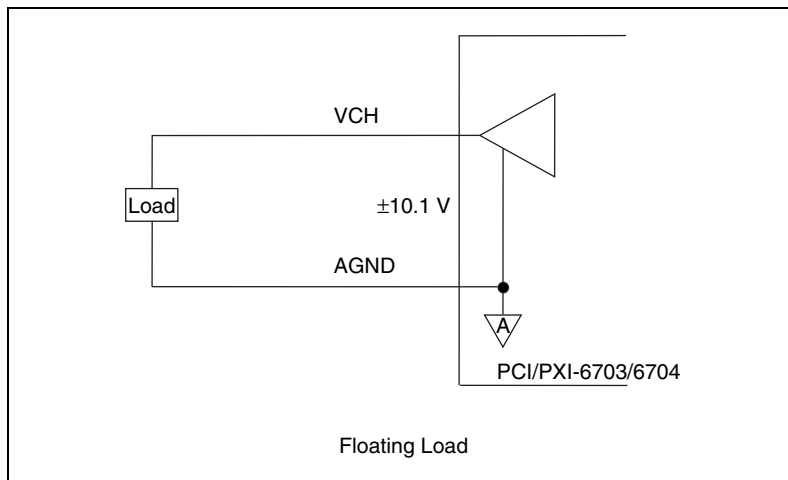 VCH
Load
±10.1 V
AGND
A
PCI/PXI-6703/6704
Floating Load